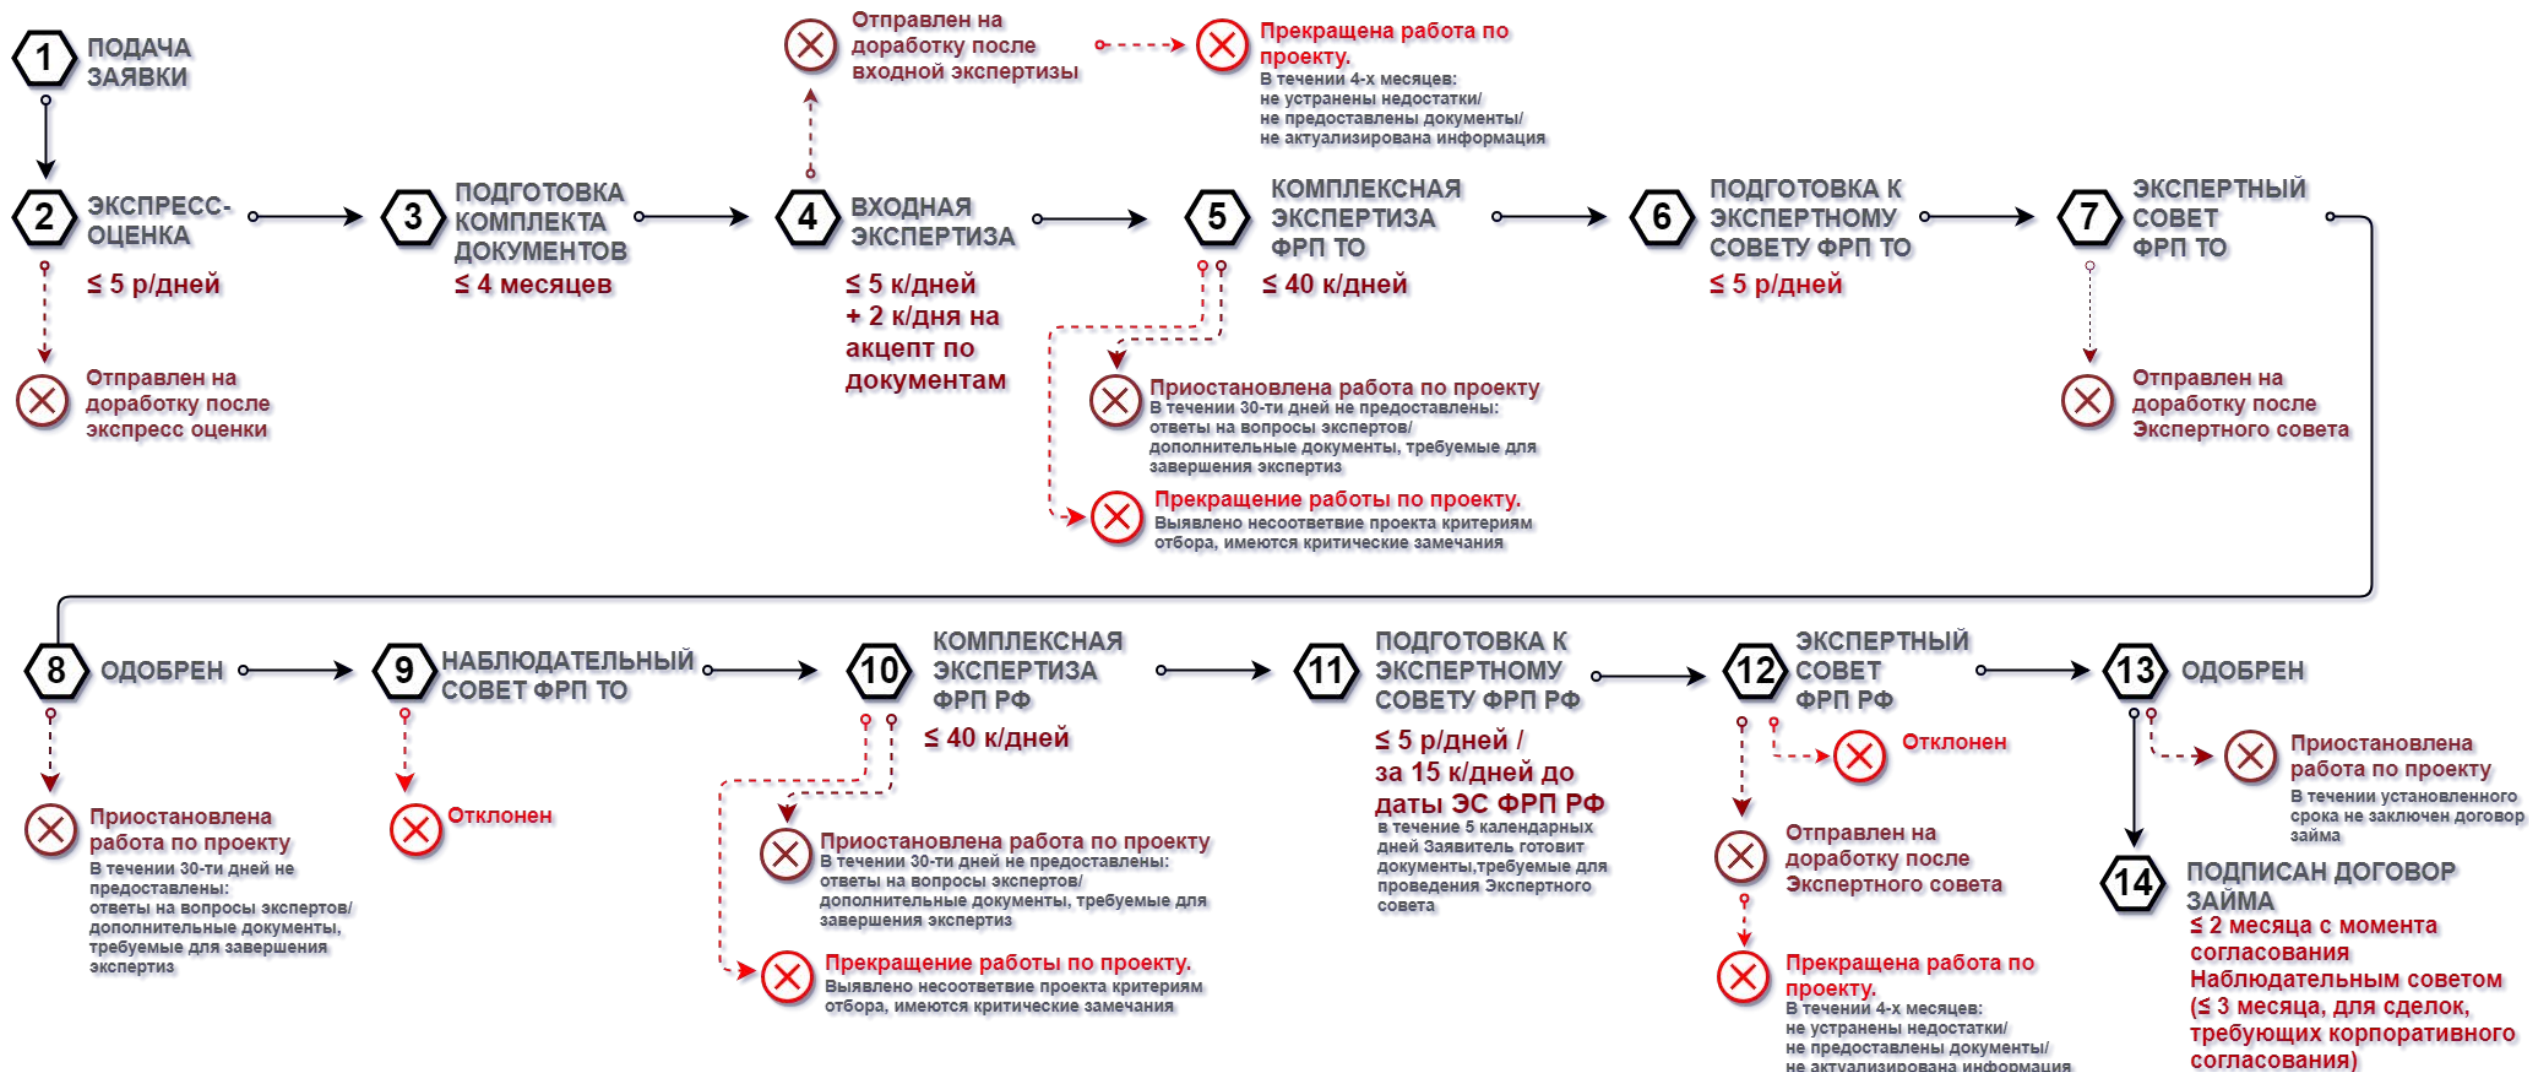 1
ПОДАЧА
ЗАЯВКИ
Отправлен на
доработку после
входной экспертизы
Прекращена работа по
проекту.
В течении 4-х месяцев:
не устранены недостатки/
не предоставлены документы/
не актуализирована информация
2
ЭКСПРЕСС-
ОЦЕНКА
≤ 5 р/дней
Отправлен на
доработку после
экспресс оценки
3
ПОДГОТОВКА
КОМПЛЕКТА
ДОКУМЕНТОВ
≤ 4 месяцев
4
ВХОДНАЯ
ЭКСПЕРТИЗА
≤ 5 к/дней
+ 2 к/дня на
акцепт по
документам
5
КОМПЛЕКСНАЯ
ЭКСПЕРТИЗА
ФРП ТО
≤ 40 к/дней
Приостановлена работа по проекту
В течении 30-ти дней не предоставлены:
ответы на вопросы экспертов/
дополнительные документы, требуемые для
завершения экспертиз
Прекращение работы по проекту.
Выявлено несоответвие проекта критериям
отбора, имеются критические замечания
6
ПОДГОТОВКА К
ЭКСПЕРТНОМУ
СОВЕТУ ФРП ТО
≤ 5 р/дней
7
ЭКСПЕРТНЫЙ
СОВЕТ
ФРП ТО
Отправлен на
доработку после
Экспертного совета
8
ОДОБРЕН
Приостановлена
работа по проекту
В течении 30-ти дней не
предоставлены:
ответы на вопросы экспертов/
дополнительные документы,
требуемые для завершения
экспертиз
9
НАБЛЮДАТЕЛЬНЫЙ
СОВЕТ ФРП ТО
Отклонен
10
КОМПЛЕКСНАЯ
ЭКСПЕРТИЗА
ФРП РФ
≤ 40 к/дней
Приостановлена работа по проекту
В течении 30-ти дней не предоставлены:
ответы на вопросы экспертов/
дополнительные документы, требуемые для
завершения экспертиз
Прекращение работы по проекту.
Выявлено несоответвие проекта критериям
отбора, имеются критические замечания
11
ПОДГОТОВКА К
ЭКСПЕРТНОМУ
СОВЕТУ ФРП РФ
≤ 5 р/дней /
за 15 к/дней до
даты ЭС ФРП РФ
в течение 5 календарных
дней Заявитель готовит
документы,требуемые для
проведения Экспертного
совета
12
ЭКСПЕРТНЫЙ
СОВЕТ
ФРП РФ
Отклонен
Отправлен на
доработку после
Экспертного совета
Прекращена работа по
проекту.
В течении 4-х месяцев:
не устранены недостатки/
не предоставлены документы/
не актуализирована информация
13
ОДОБРЕН
Приостановлена
работа по проекту
В течении установленного
срока не заключен договор
займа
14
ПОДПИСАН ДОГОВОР
ЗАЙМА
≤ 2 месяца с момента
согласования
Наблюдательным советом
(≤ 3 месяца, для сделок,
требующих корпоративного
согласования)